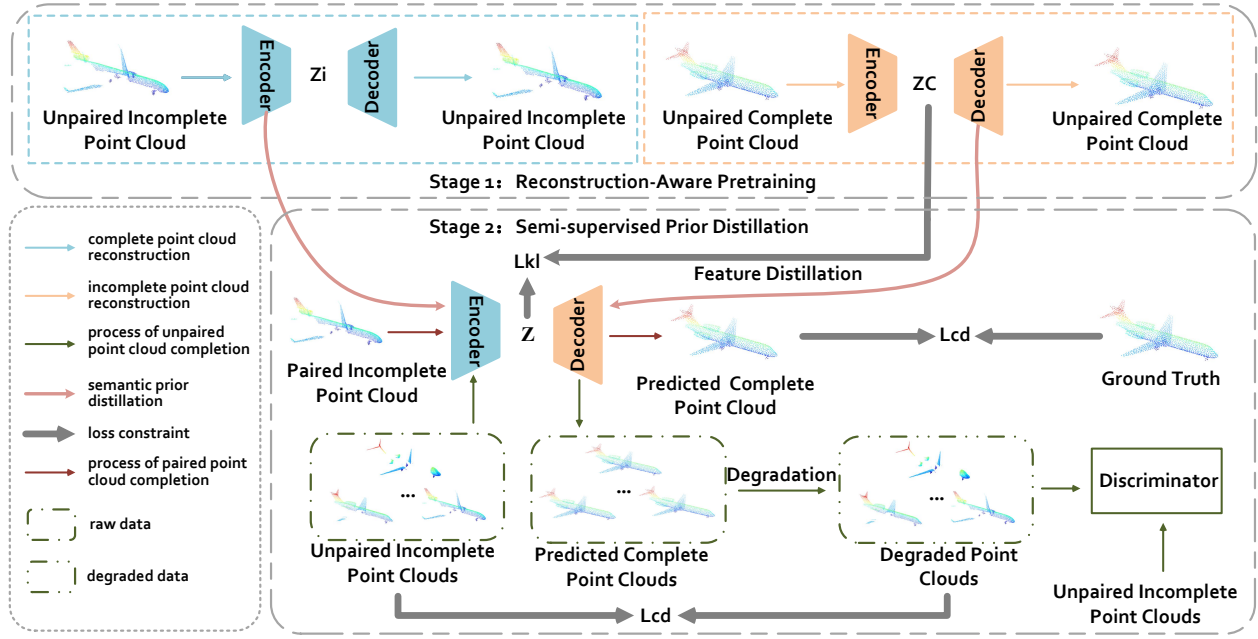 Encoder
Zi
Decoder
Unpaired Incomplete
Point Cloud
Unpaired Incomplete
Point Cloud
Encoder
ZC
Decoder
Unpaired Complete
Point Cloud
Unpaired Complete
Point Cloud
Stage 1: Reconstruction-Aware Pretraining
complete point cloud
reconstruction
incomplete point cloud
reconstruction
process of unpaired
point cloud completion
semantic prior
distillation
loss constraint
process of paired point
cloud completion
raw data
degraded data
Stage 2: Semi-supervised Prior Distillation
Lkl
Feature Distillation
Encoder
Z
Decoder
Lcd
Paired Incomplete
Point Cloud
Predicted Complete
Point Cloud
Ground Truth
...
...
Degradation
...
Discriminator
Unpaired Incomplete
Point Clouds
Predicted Complete
Point Clouds
Degraded Point
Clouds
Unpaired Incomplete
Point Clouds
Lcd